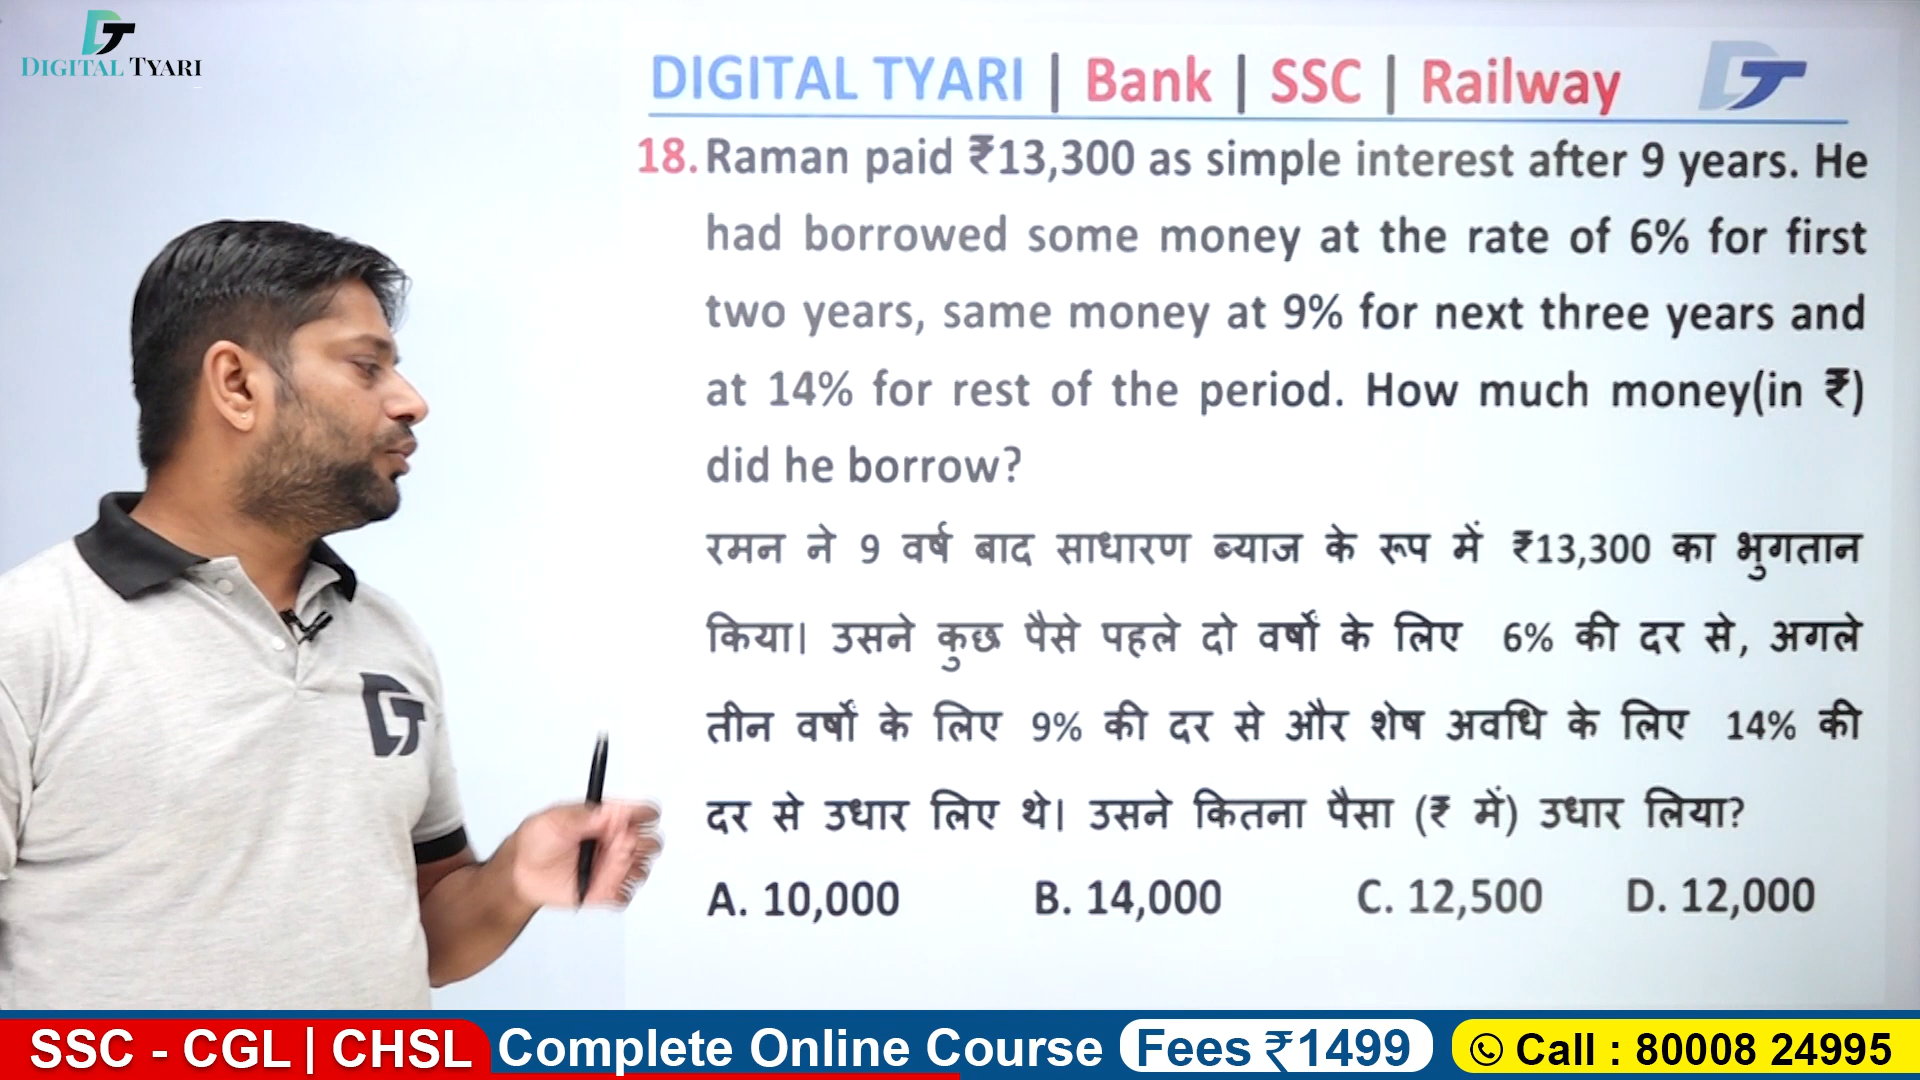 DIGITAL TYARI
DIGITAL TYARI | Bank | SSC | Railway
18. Raman paid ₹13,300 as simple interest after 9 years. He
had borrowed some money at the rate of 6% for first
two years, same money at 9% for next three years and
at 14% for rest of the period. How much money(in ₹)
did he borrow?
रमन ने 9 वर्ष बाद साधारण ब्याज के रूप में ₹13,300 का भुगतान
किया। उसने कुछ पैसे पहले दो वर्षों के लिए 6% की दर से, अगले
तीन वर्षों के लिए 9% की दर से और शेष अवधि के लिए 14% की
दर से उधार लिए थे। उसने कितना पैसा (₹ में) उधार लिया?
A. 10,000 B. 14,000 C. 12,500 D. 12,000
SSC - CGL | CHSL Complete Online Course Fees ₹1499 Call : 80008 24995